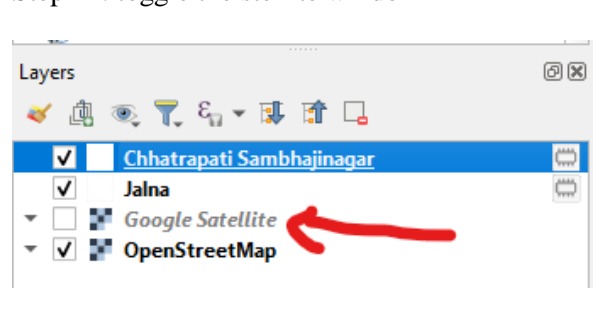 Layers
Chhatrapati Sambhajinagar
Jalna
Google Satellite
OpenStreetMap